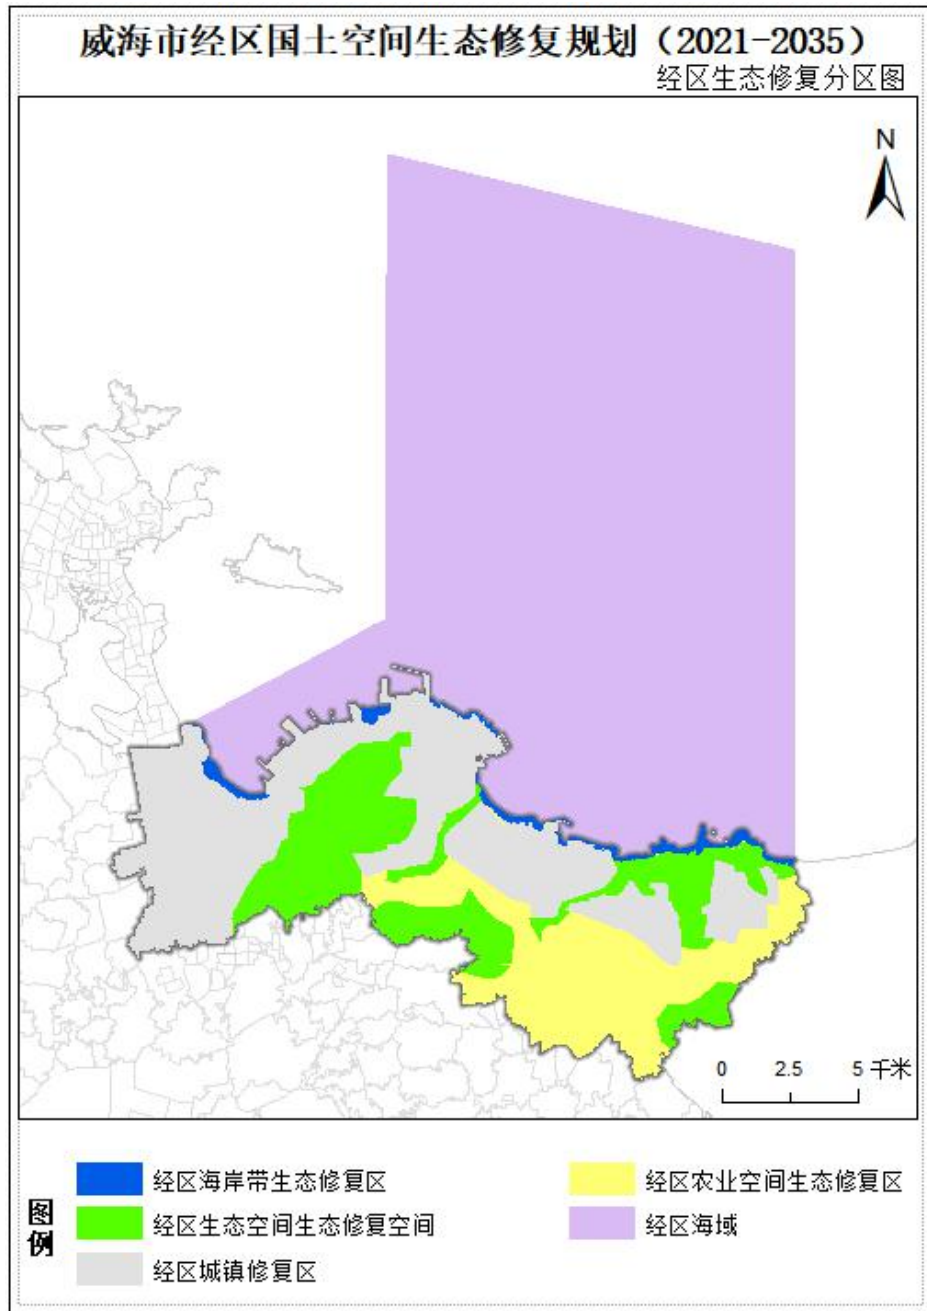 威海市经区国土空间生态修复规划（2021-2035）
经区生态修复分区图
N
0 2.5 5 千米
图例
经区海岸带生态修复区
经区农业空间生态修复区
经区生态空间生态修复空间
经区海域
经区城镇修复区